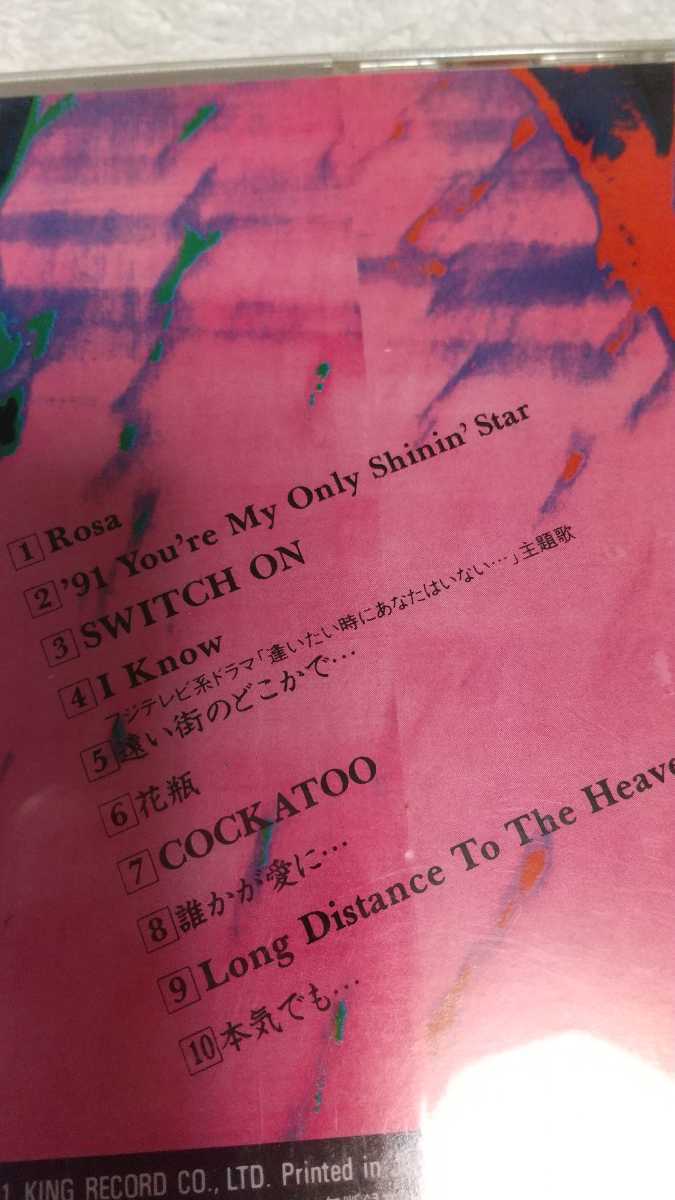 1 Rosa
2 '91 You're My Only Shinin' Star
3 SWITCH ON
4 I Know
フジテレビ系ドラマ「逢いたい時にあなたはいない…」主題歌
5 遠い街のどこかで…
6 花瓶
7 COCKATOO
8 誰かが愛に…
9 Long Distance To The Heave
10 本気でも…
1 KING RECORD CO., LTD. Printed in